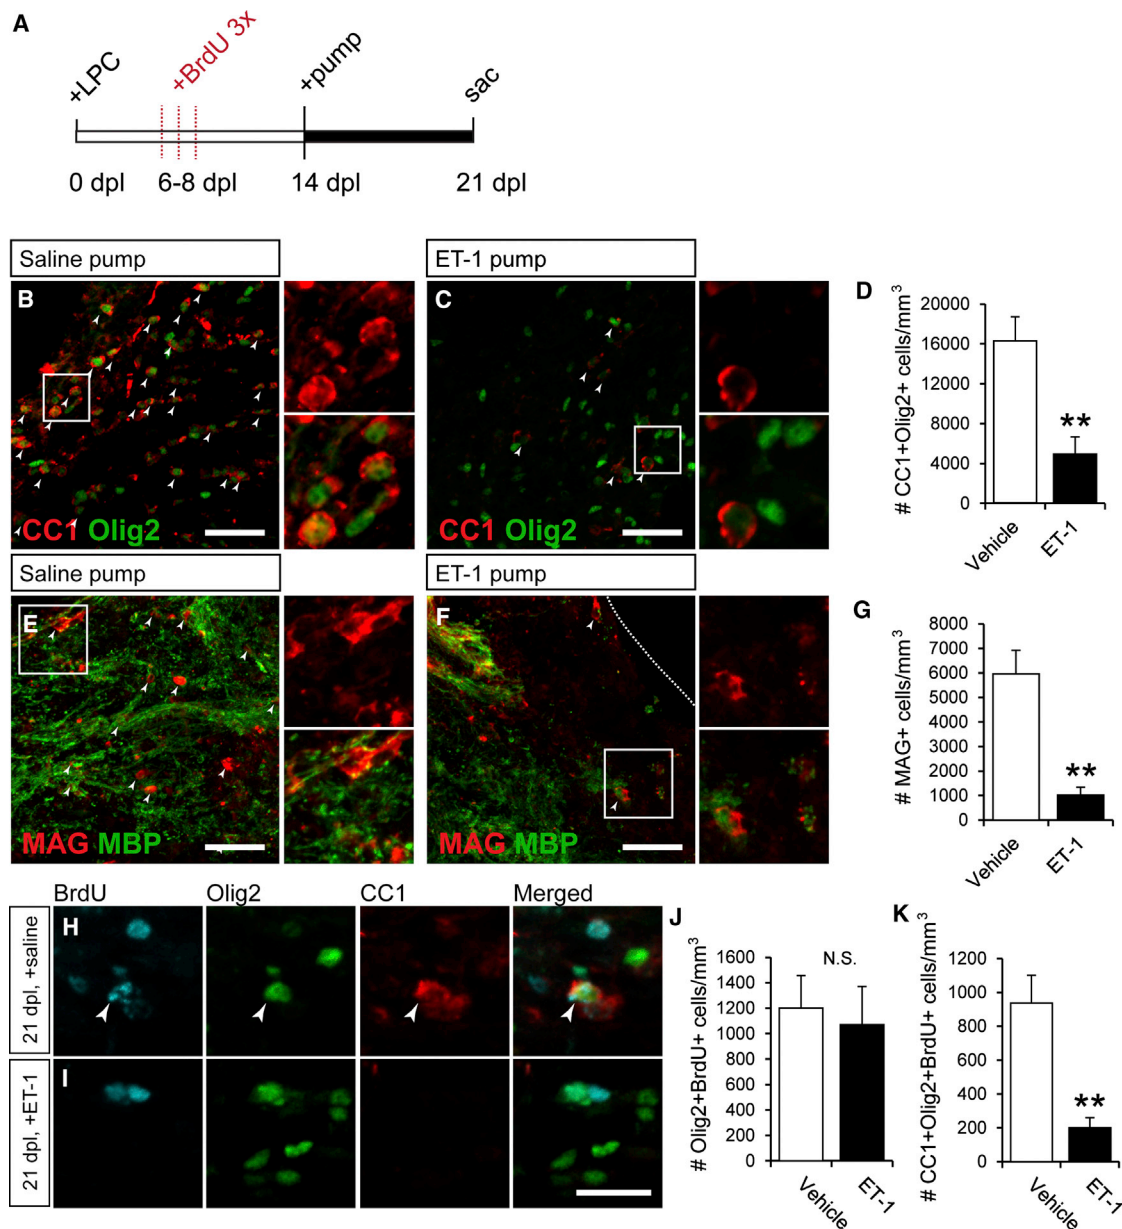 A
+LPC
+BrdU 3x
+pump
sac
0 dpl
6-8 dpl
14 dpl
21 dpl
Saline pump
ET-1 pump
B
CC1 Olig2
C
CC1 Olig2
D
# CC1+Olig2+ cells/mm³
20000
16000
12000
8000
4000
0
**
Vehicle
ET-1
Saline pump
ET-1 pump
E
MAG MBP
F
MAG MBP
G
# MAG+ cells/mm³
8000
7000
6000
5000
4000
3000
2000
1000
0
**
Vehicle
ET-1
BrdU
Olig2
CC1
Merged
21 dpl, +saline
H
21 dpl, +ET-1
I
J
# Olig2+BrdU+ cells/mm³
1600
1400
1200
1000
800
600
400
200
0
N.S.
Vehicle
ET-1
K
# CC1+Olig2+BrdU+ cells/mm³
1200
1000
800
600
400
200
0
**
Vehicle
ET-1